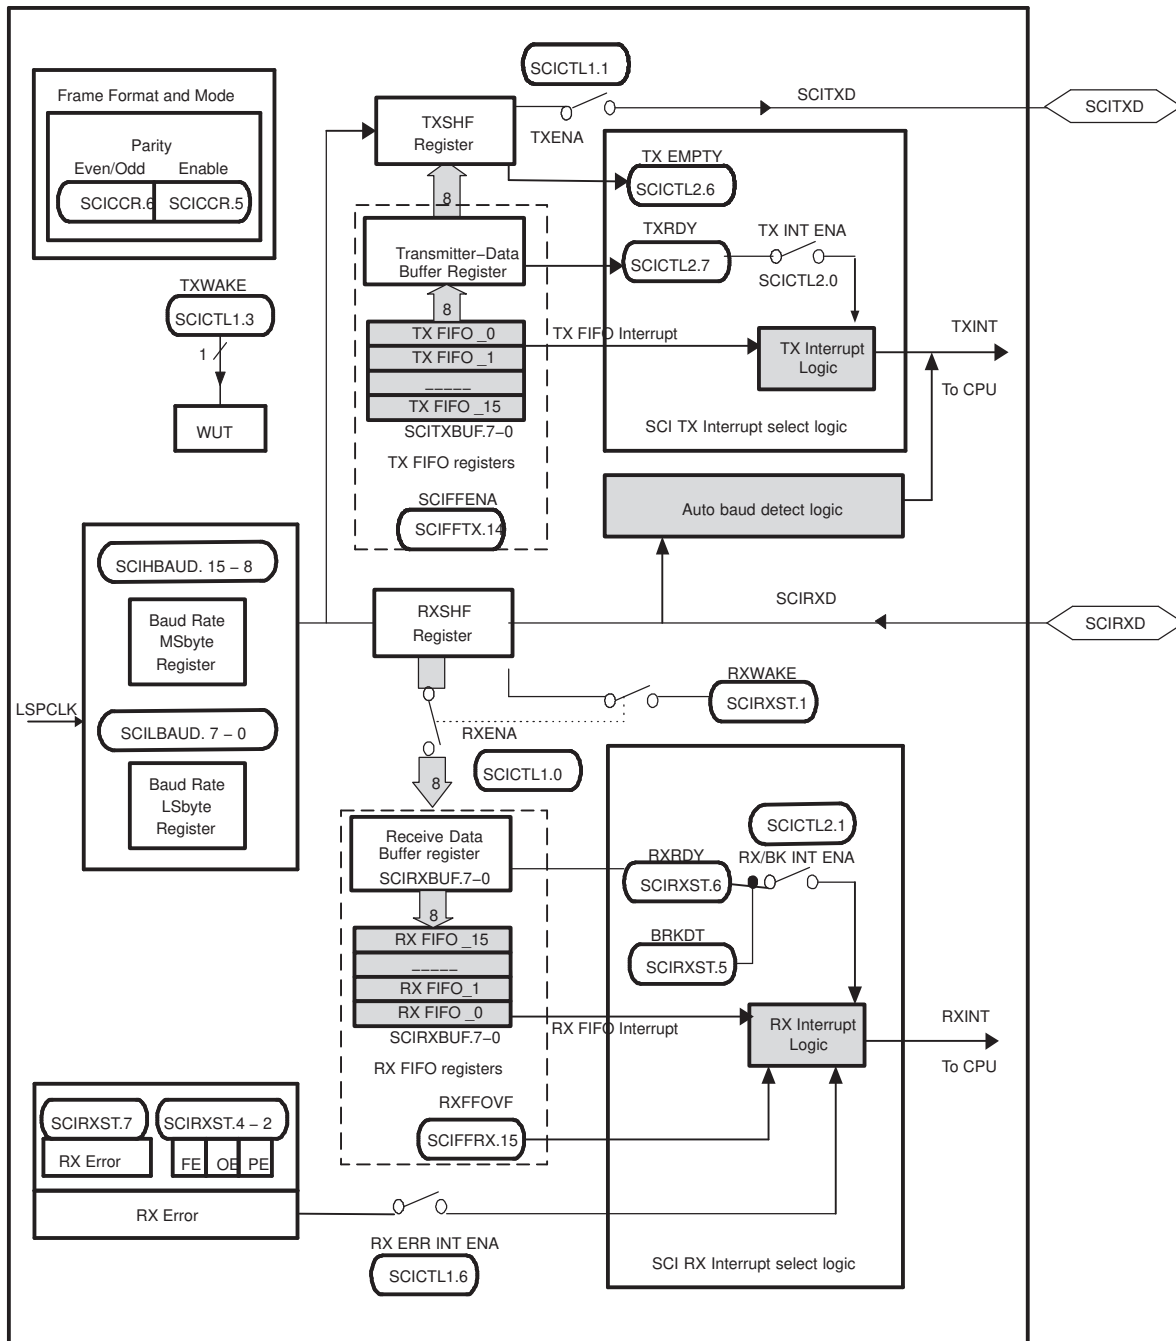 SCICTL1.1
Frame Format and Mode
Parity
Even/Odd Enable
SCICCR.6 SCICCR.5
TXSHF
Register
TXENA
SCITXD
SCITXD
TX EMPTY
SCICTL2.6
8
Transmitter−Data
Buffer Register
TXRDY
SCICTL2.7
TX INT ENA
SCICTL2.0
TXWAKE
SCICTL1.3
1
WUT
8
TX FIFO _0
TX FIFO _1
_____
TX FIFO _15
SCITXBUF.7−0
TX FIFO registers
TX FIFO Interrupt
TX Interrupt
Logic
TXINT
To CPU
SCI TX Interrupt select logic
SCIFFENA
SCIFFTX.14
Auto baud detect logic
SCIHBAUD. 15 − 8
Baud Rate
MSbyte
Register
LSPCLK
SCILBAUD. 7 − 0
Baud Rate
LSbyte
Register
RXSHF
Register
SCIRXD
SCIRXD
RXWAKE
SCIRXST.1
RXENA
SCICTL1.0
8
Receive Data
Buffer register
SCIRXBUF.7−0
8
SCICTL2.1
RXRDY
SCIRXST.6
RX/BK INT ENA
BRKDT
SCIRXST.5
RX FIFO _15
_____
RX FIFO_1
RX FIFO _0
SCIRXBUF.7−0
RX FIFO registers
RX FIFO Interrupt
RX Interrupt
Logic
RXINT
To CPU
RXFFOVF
SCIFFRX.15
SCIRXST.7
SCIRXST.4 − 2
RX Error
FE OE PE
RX Error
RX ERR INT ENA
SCICTL1.6
SCI RX Interrupt select logic